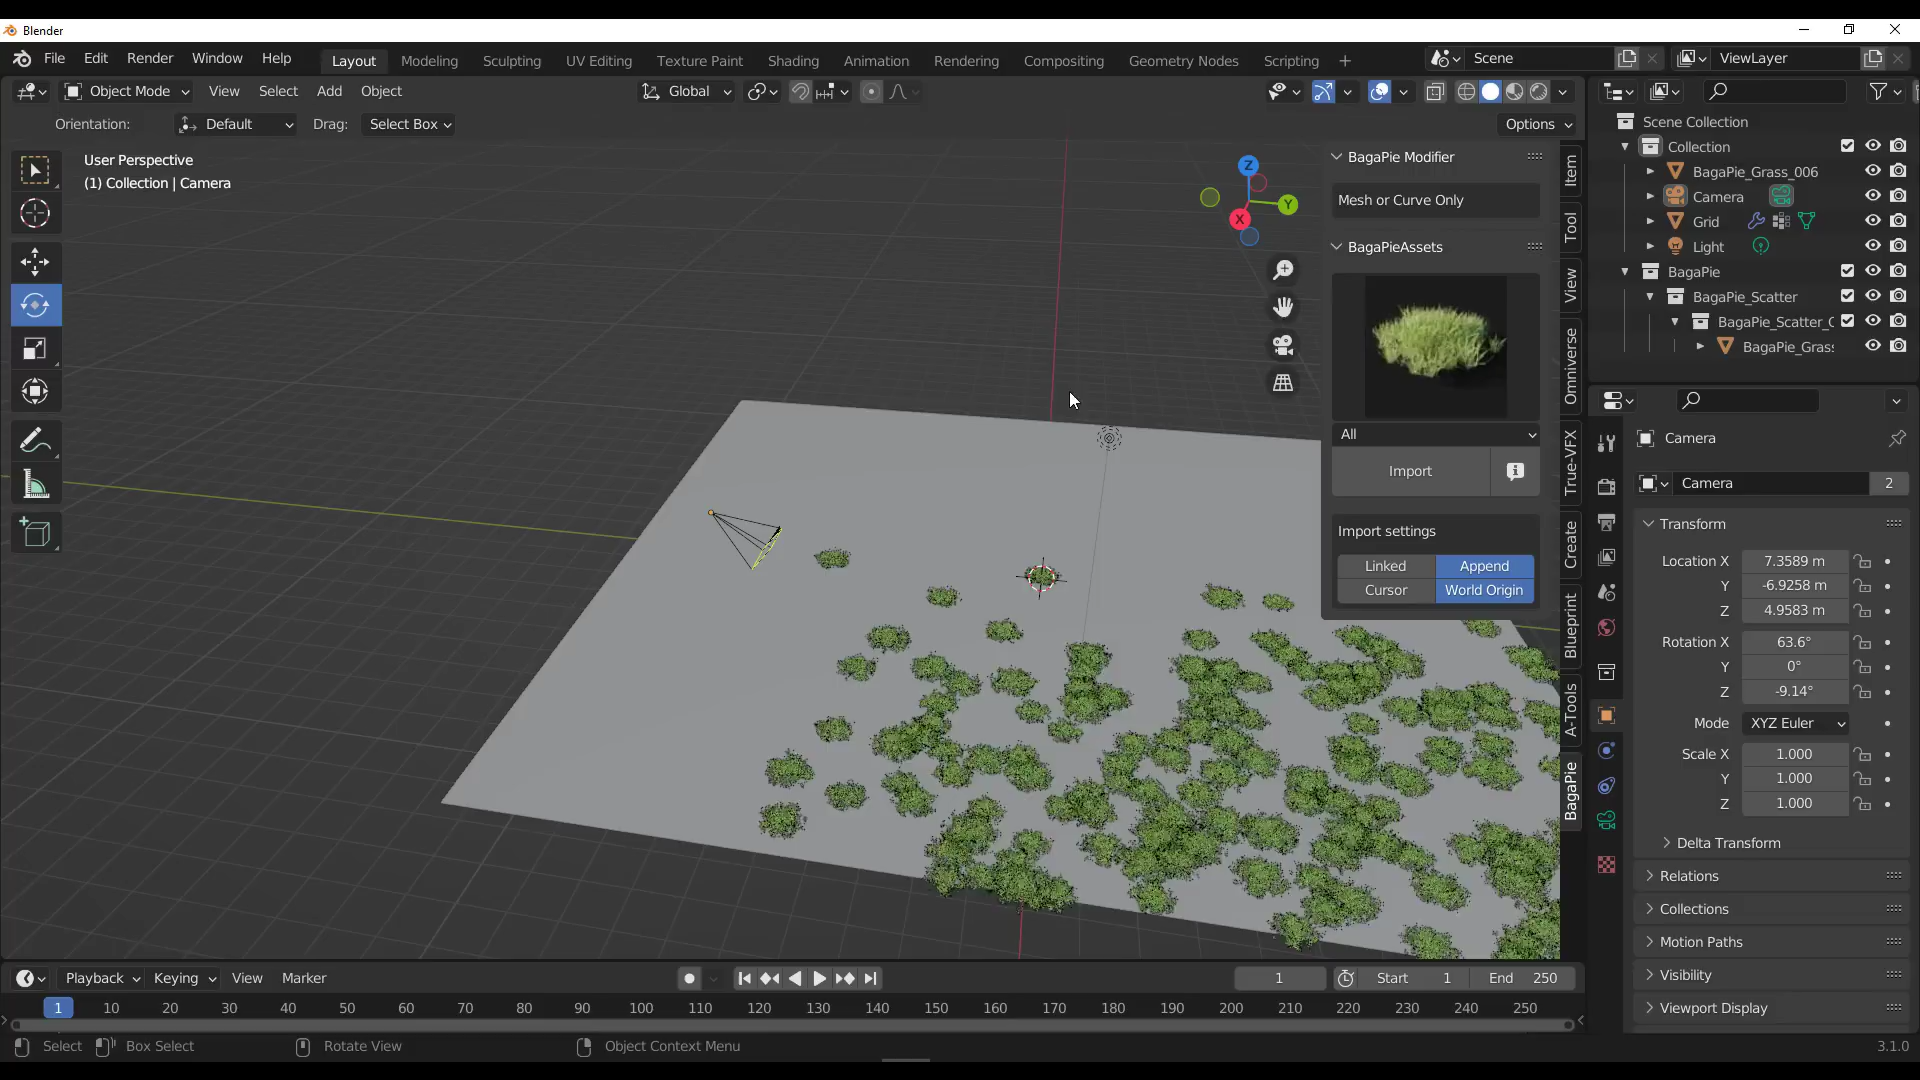 Blender
File Edit Render Window Help Layout Modeling Sculpting UV Editing Texture Paint Shading Animation Rendering Compositing Geometry Nodes Scripting + Scene ViewLayer
Object Mode View Select Add Object Global
Orientation: Default Drag: Select Box Options
User Perspective
(1) Collection | Camera
Z
Y
X
BagaPie Modifier
Mesh or Curve Only
BagaPieAssets
All
Import
Import settings
Linked Append
Cursor World Origin
Item
Tool
View
Omniverse
True-VFX
Create
Blueprint
A-Tools
BagaPie
Scene Collection
Collection
BagaPie_Grass_006
Camera
Grid
Light
BagaPie
BagaPie_Scatter
BagaPie_Scatter_C
BagaPie_Grass
Camera
Camera 2
Transform
Location X 7.3589 m
Y -6.9258 m
Z 4.9583 m
Rotation X 63.6°
Y 0°
Z -9.14°
Mode XYZ Euler
Scale X 1.000
Y 1.000
Z 1.000
Delta Transform
Relations
Collections
Motion Paths
Visibility
Viewport Display
Playback Keying View Marker 1 Start 1 End 250
1 10 20 30 40 50 60 70 80 90 100 110 120 130 140 150 160 170 180 190 200 210 220 230 240 250
Select Box Select Rotate View Object Context Menu 3.1.0